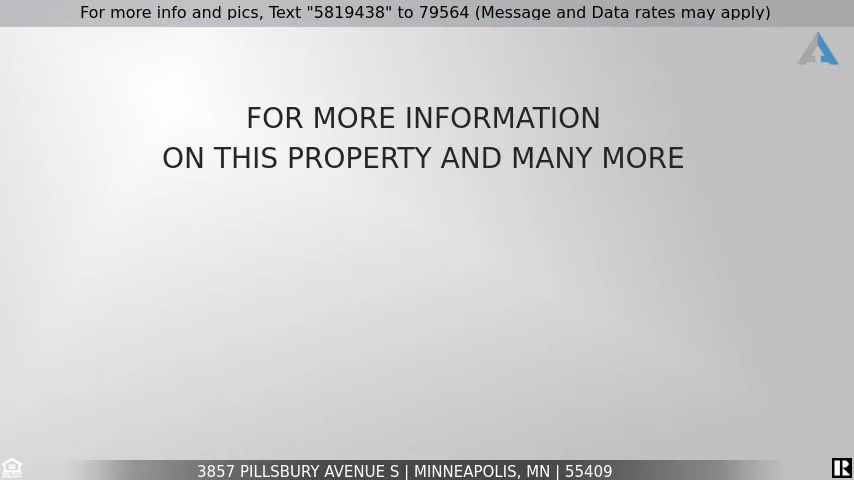 For more info and pics, Text "5819438" to 79564 (Message and Data rates may apply)
FOR MORE INFORMATION
ON THIS PROPERTY AND MANY MORE
3857 PILLSBURY AVENUE S | MINNEAPOLIS, MN | 55409